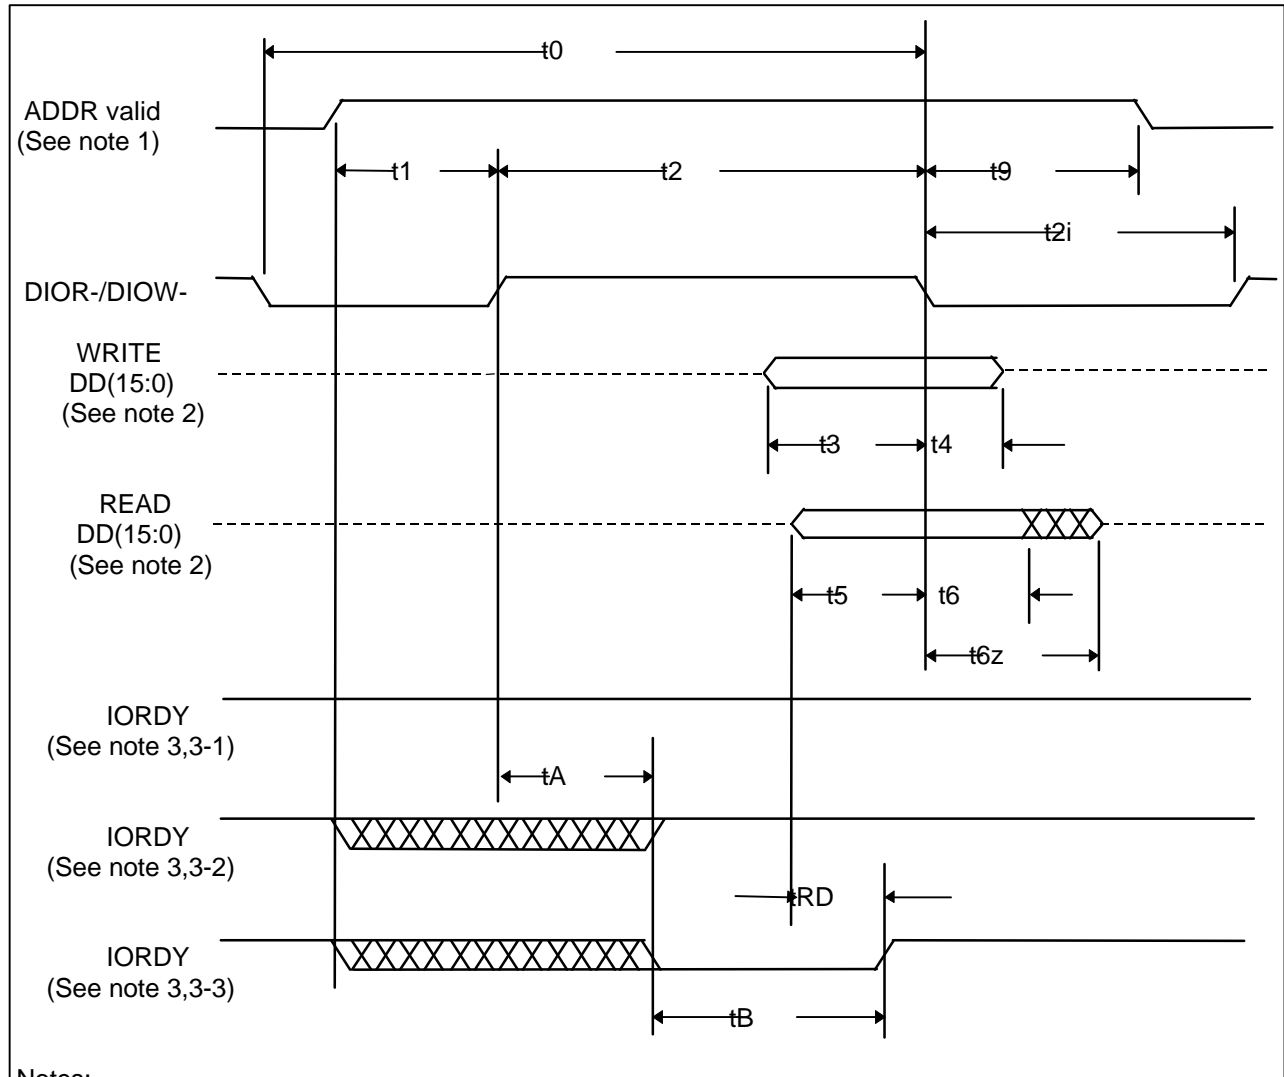 t0
ADDR valid
(See note 1)
t1
t2
t9
t2i
DIOR-/DIOW-
WRITE
DD(15:0)
(See note 2)
t3
t4
READ
DD(15:0)
(See note 2)
t5
t6
t6z
IORDY
(See note 3,3-1)
tA
IORDY
(See note 3,3-2)
tRD
IORDY
(See note 3,3-3)
tB
Notes: